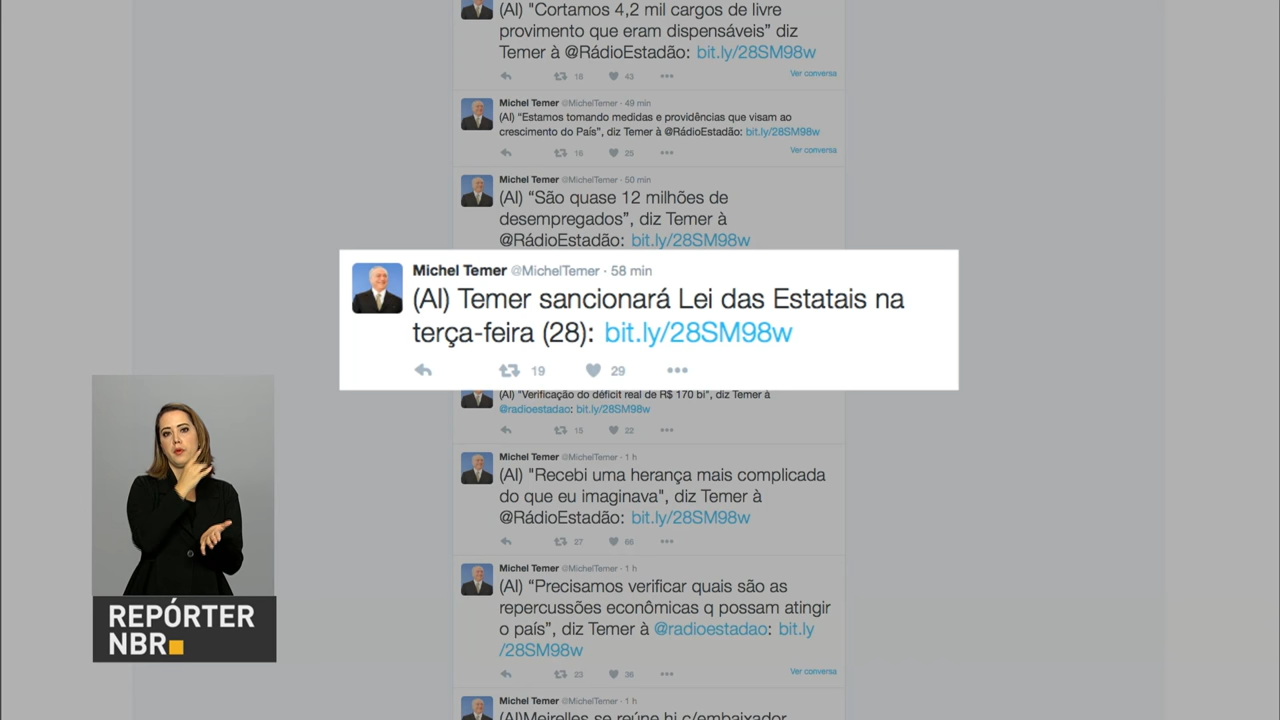 (AI) "Cortamos 4,2 mil cargos de livre
provimento que eram dispensáveis” diz
Temer à @RádioEstadão: bit.ly/28SM98w
18 43 Ver conversa
Michel Temer @MichelTemer · 49 min
(AI) “Estamos tomando medidas e providências que visam ao
crescimento do País”, diz Temer à @RádioEstadão: bit.ly/28SM98w
16 25 Ver conversa
Michel Temer @MichelTemer · 50 min
(AI) “São quase 12 milhões de
desempregados”, diz Temer à
@RádioEstadão: bit.ly/28SM98w
Michel Temer @MichelTemer · 58 min
(AI) Temer sancionará Lei das Estatais na
terça-feira (28): bit.ly/28SM98w
19 29
(AI) "Verificação do déficit real de R$ 170 bi", diz Temer à
@radioestadao: bit.ly/28SM98w
15 22
Michel Temer @MichelTemer · 1 h
(AI) "Recebi uma herança mais complicada
do que eu imaginava", diz Temer à
@RádioEstadão: bit.ly/28SM98w
27 66
Michel Temer @MichelTemer · 1 h
(AI) “Precisamos verificar quais são as
repercussões econômicas q possam atingir
o país”, diz Temer à @radioestadao: bit.ly
/28SM98w
23 36 Ver conversa
Michel Temer @MichelTemer · 1 h
(AI)Meirelles se reúne hj c/embaixador
REPÓRTER
NBR